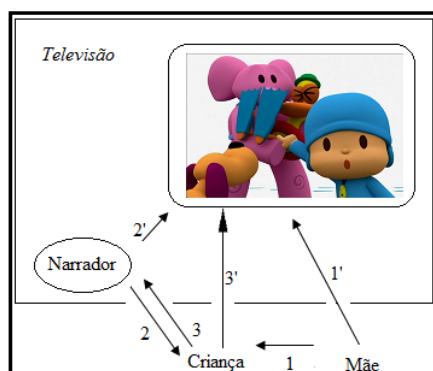 Televisão
2'
Narrador
3'
1'
2
3
Criança
1
Mãe